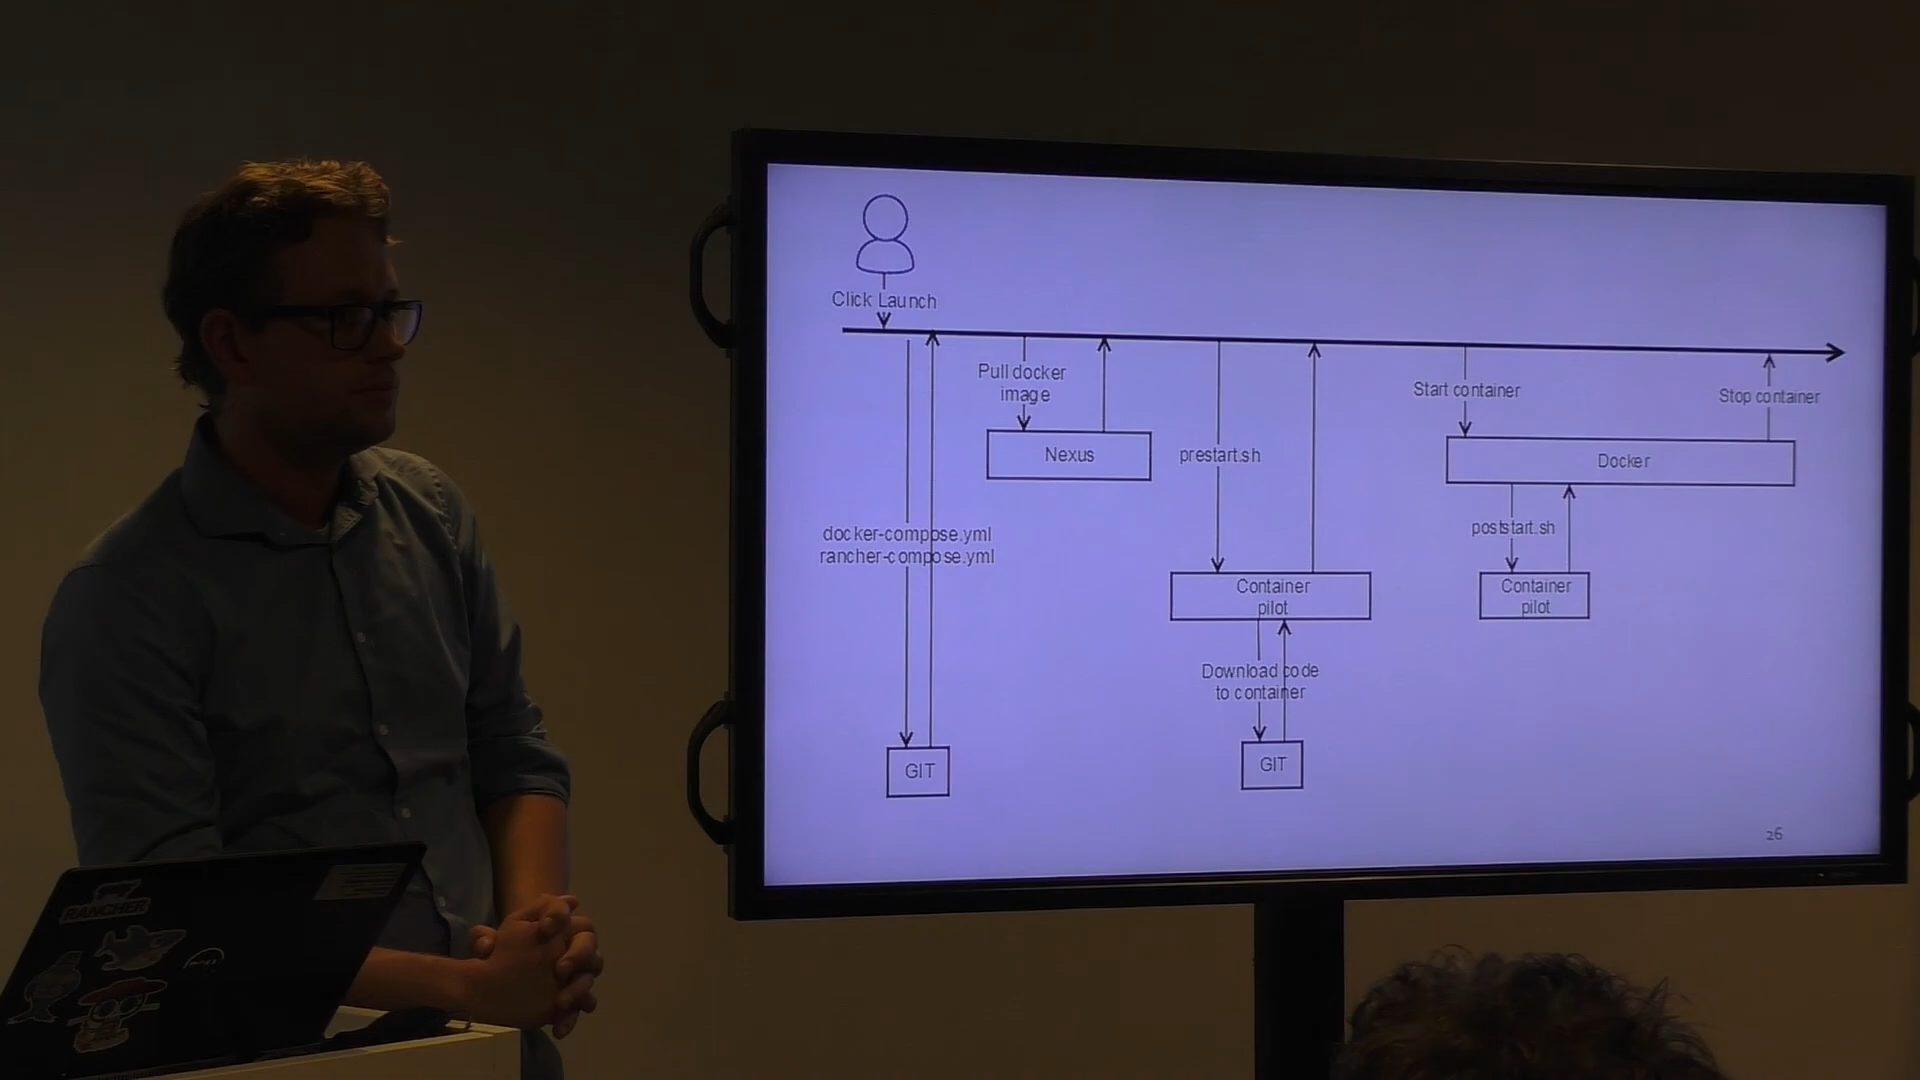 Click Launch
Pull docker
image
Start container
Stop container
Nexus
prestart.sh
Docker
docker-compose.yml
rancher-compose.yml
poststart.sh
Container
pilot
Container
pilot
Download code
to container
GIT
GIT
26
RANCHER